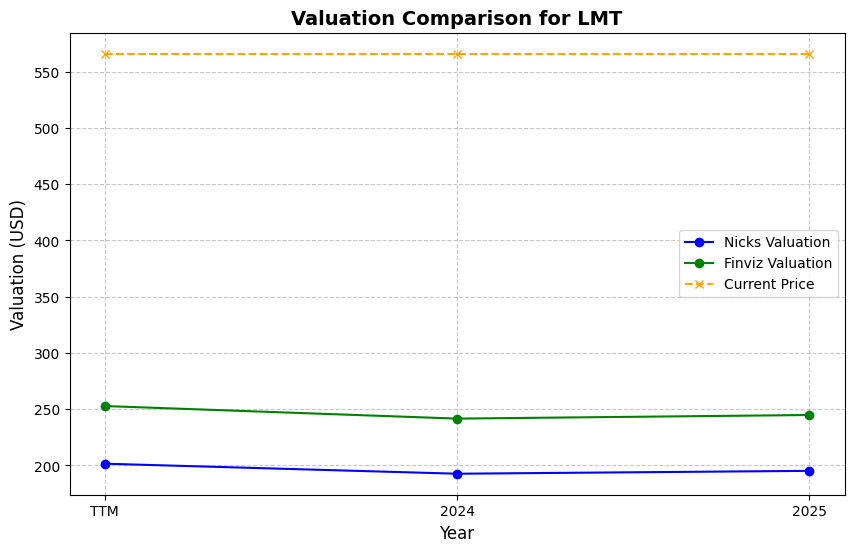 Valuation Comparison for LMT
Valuation (USD)
550
500
450
400
350
300
250
200
Nicks Valuation
Finviz Valuation
Current Price
TTM 2024 2025
Year